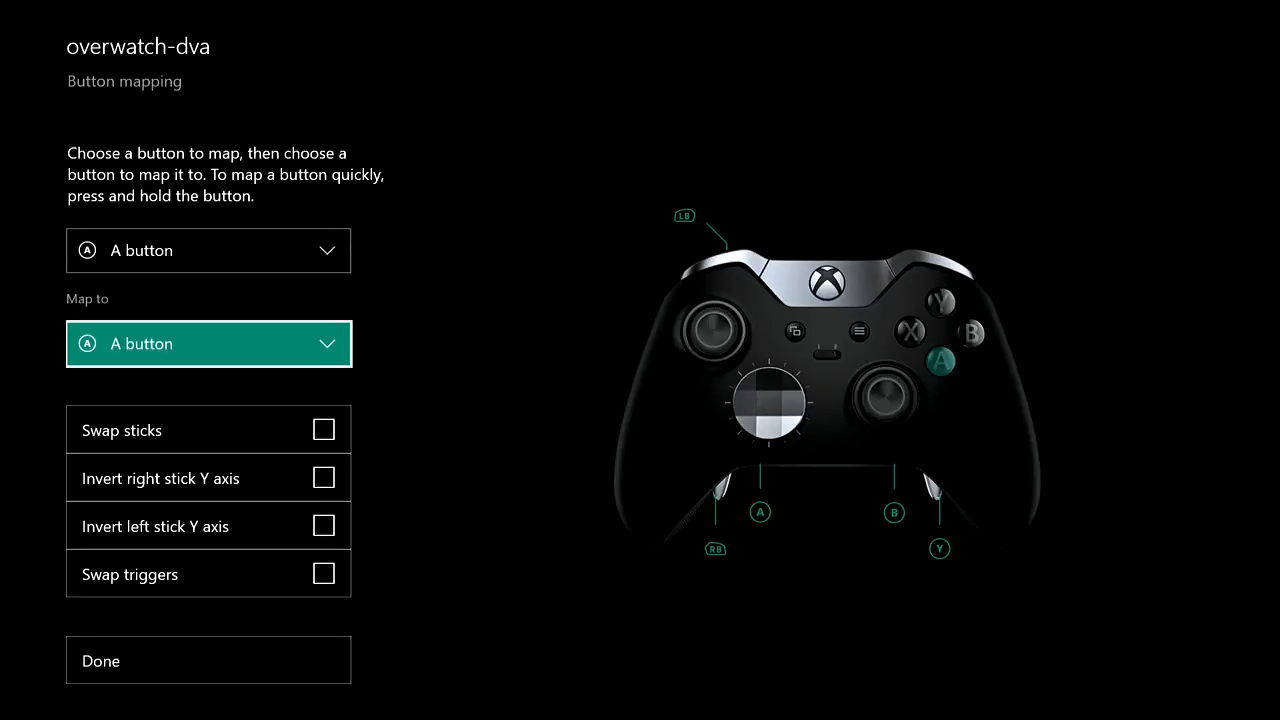 overwatch-dva
Button mapping
Choose a button to map, then choose a
button to map it to. To map a button quickly,
press and hold the button.
A A button
Map to
A A button
Swap sticks
Invert right stick Y axis
Invert left stick Y axis
Swap triggers
Done
LB
Y
X B
A
A B
RB Y